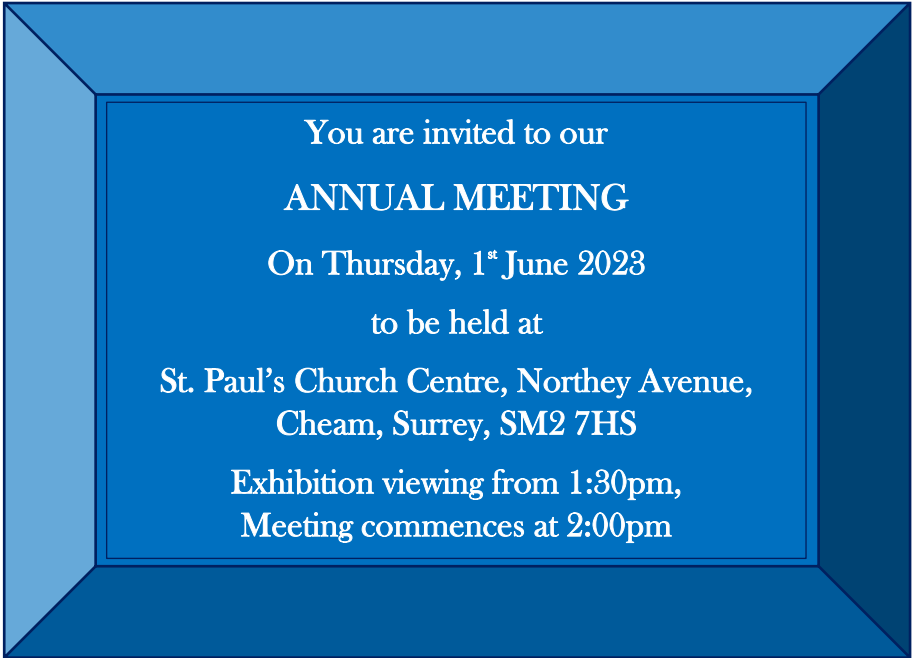 You are invited to our
ANNUAL MEETING
On Thursday, 1st June 2023
to be held at
St. Paul’s Church Centre, Northey Avenue,
Cheam, Surrey, SM2 7HS
Exhibition viewing from 1:30pm,
Meeting commences at 2:00pm